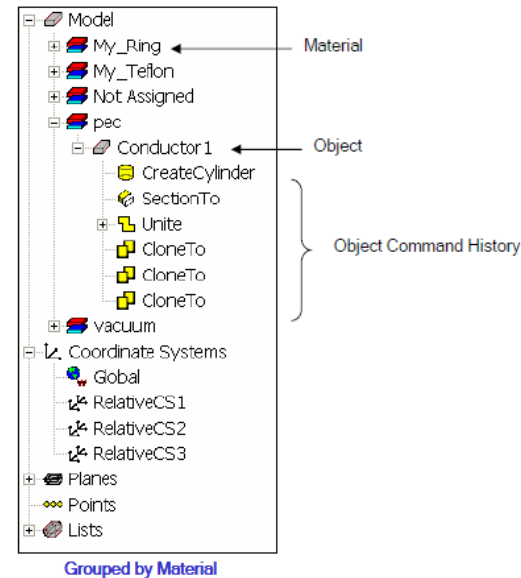 Model
My_Ring
Material
My_Teflon
Not Assigned
pec
Conductor1
Object
CreateCylinder
SectionTo
Unite
Object Command History
CloneTo
CloneTo
CloneTo
vacuum
Coordinate Systems
Global
RelativeCS1
RelativeCS2
RelativeCS3
Planes
Points
Lists
Grouped by Material